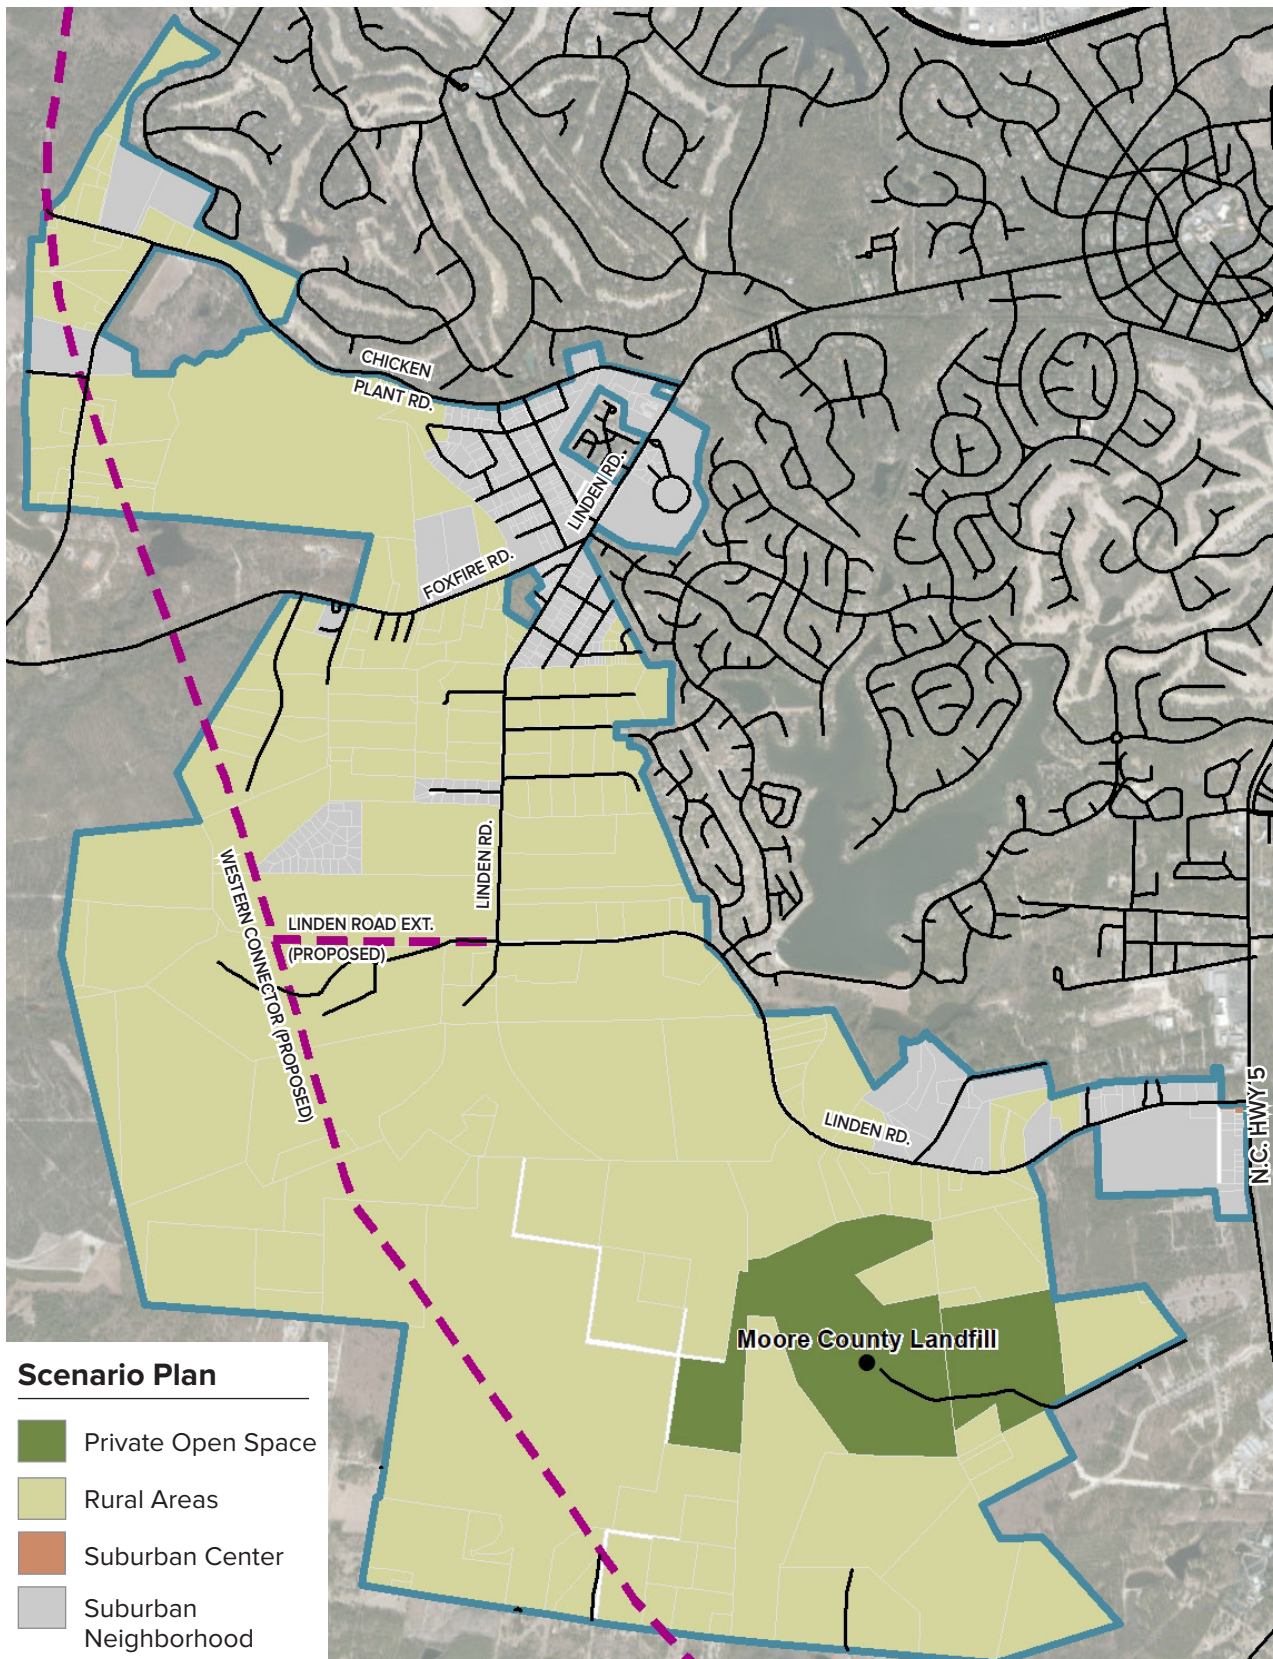 CHICKEN
PLANT RD.
LINDEN RD.
FOXFIRE RD.
LINDEN RD.
WESTERN CONNECTOR (PROPOSED)
LINDEN ROAD EXT.
(PROPOSED)
LINDEN RD.
N.C. HWY 5
Moore County Landfill
Scenario Plan
Private Open Space
Rural Areas
Suburban Center
Suburban
Neighborhood